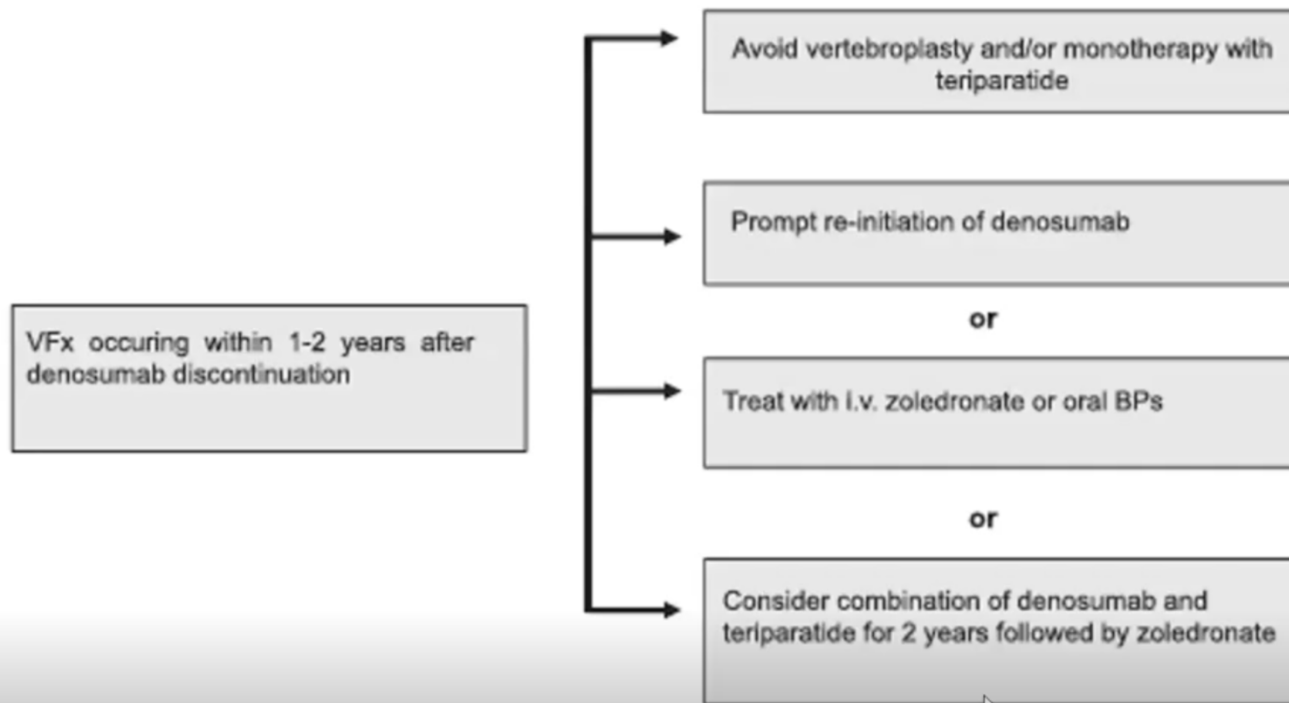 Avoid vertebroplasty and/or monotherapy with
teriparatide
Prompt re-initiation of denosumab
or
VFx occuring within 1-2 years after
denosumab discontinuation
Treat with i.v. zoledronate or oral BPs
or
Consider combination of denosumab and
teriparatide for 2 years followed by zoledronate